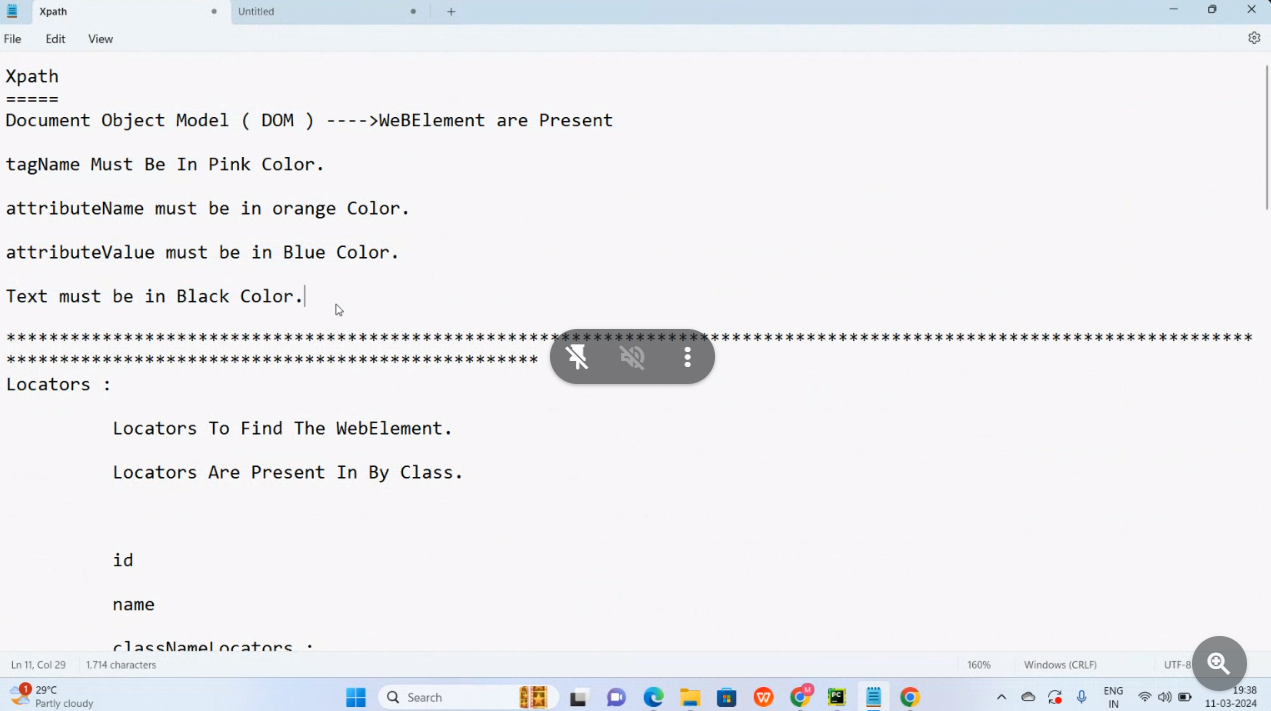 Xpath
Untitled
File Edit View
Xpath
=====
Document Object Model ( DOM ) ---->WeBElement are Present
tagName Must Be In Pink Color.
attributeName must be in orange Color.
attributeValue must be in Blue Color.
Text must be in Black Color.
*********************************************************************************************************************
**************************************************
Locators :
Locators To Find The WebElement.
Locators Are Present In By Class.
id
name
classNameLocators :
Ln 11, Col 29 1,714 characters 160% Windows (CRLF) UTF-8
1
29°C
Partly cloudy
Search
M
PC
W
ENG
IN
19:38
11-03-2024